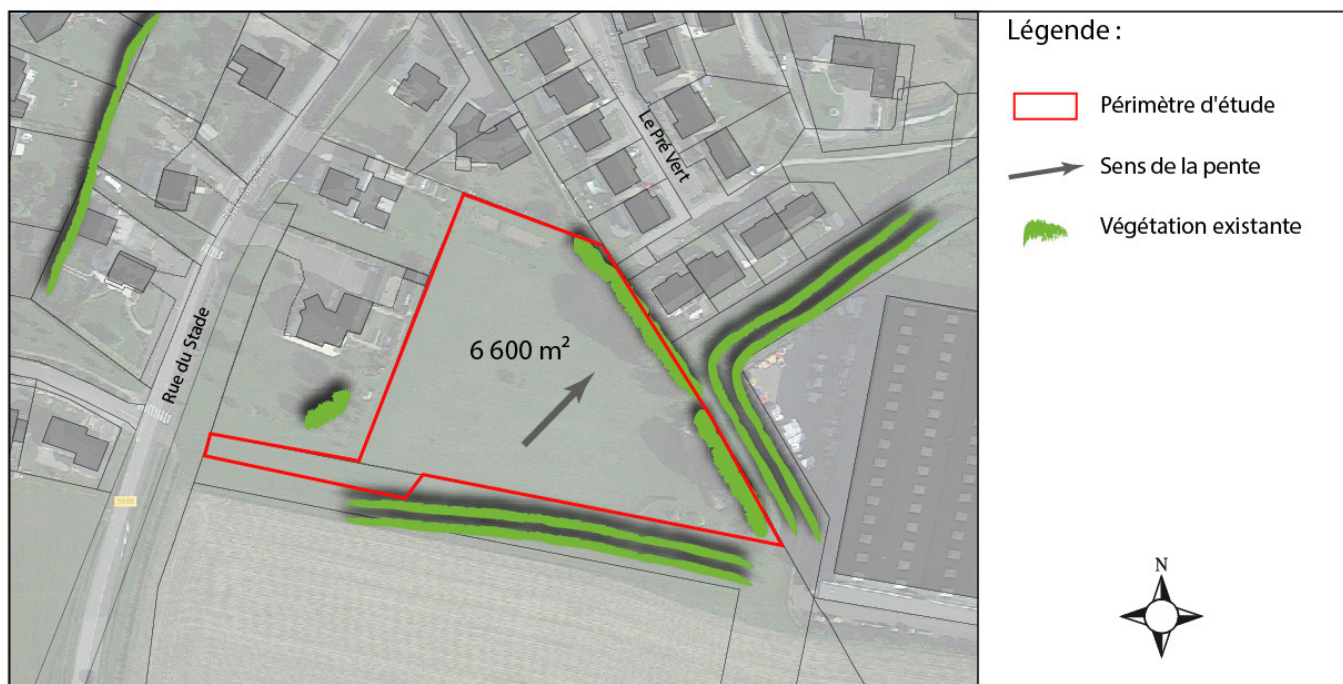 Légende :
Périmètre d'étude
Sens de la pente
Végétation existante
Le Pré Vert
6 600 m²
Rue du Stade
N